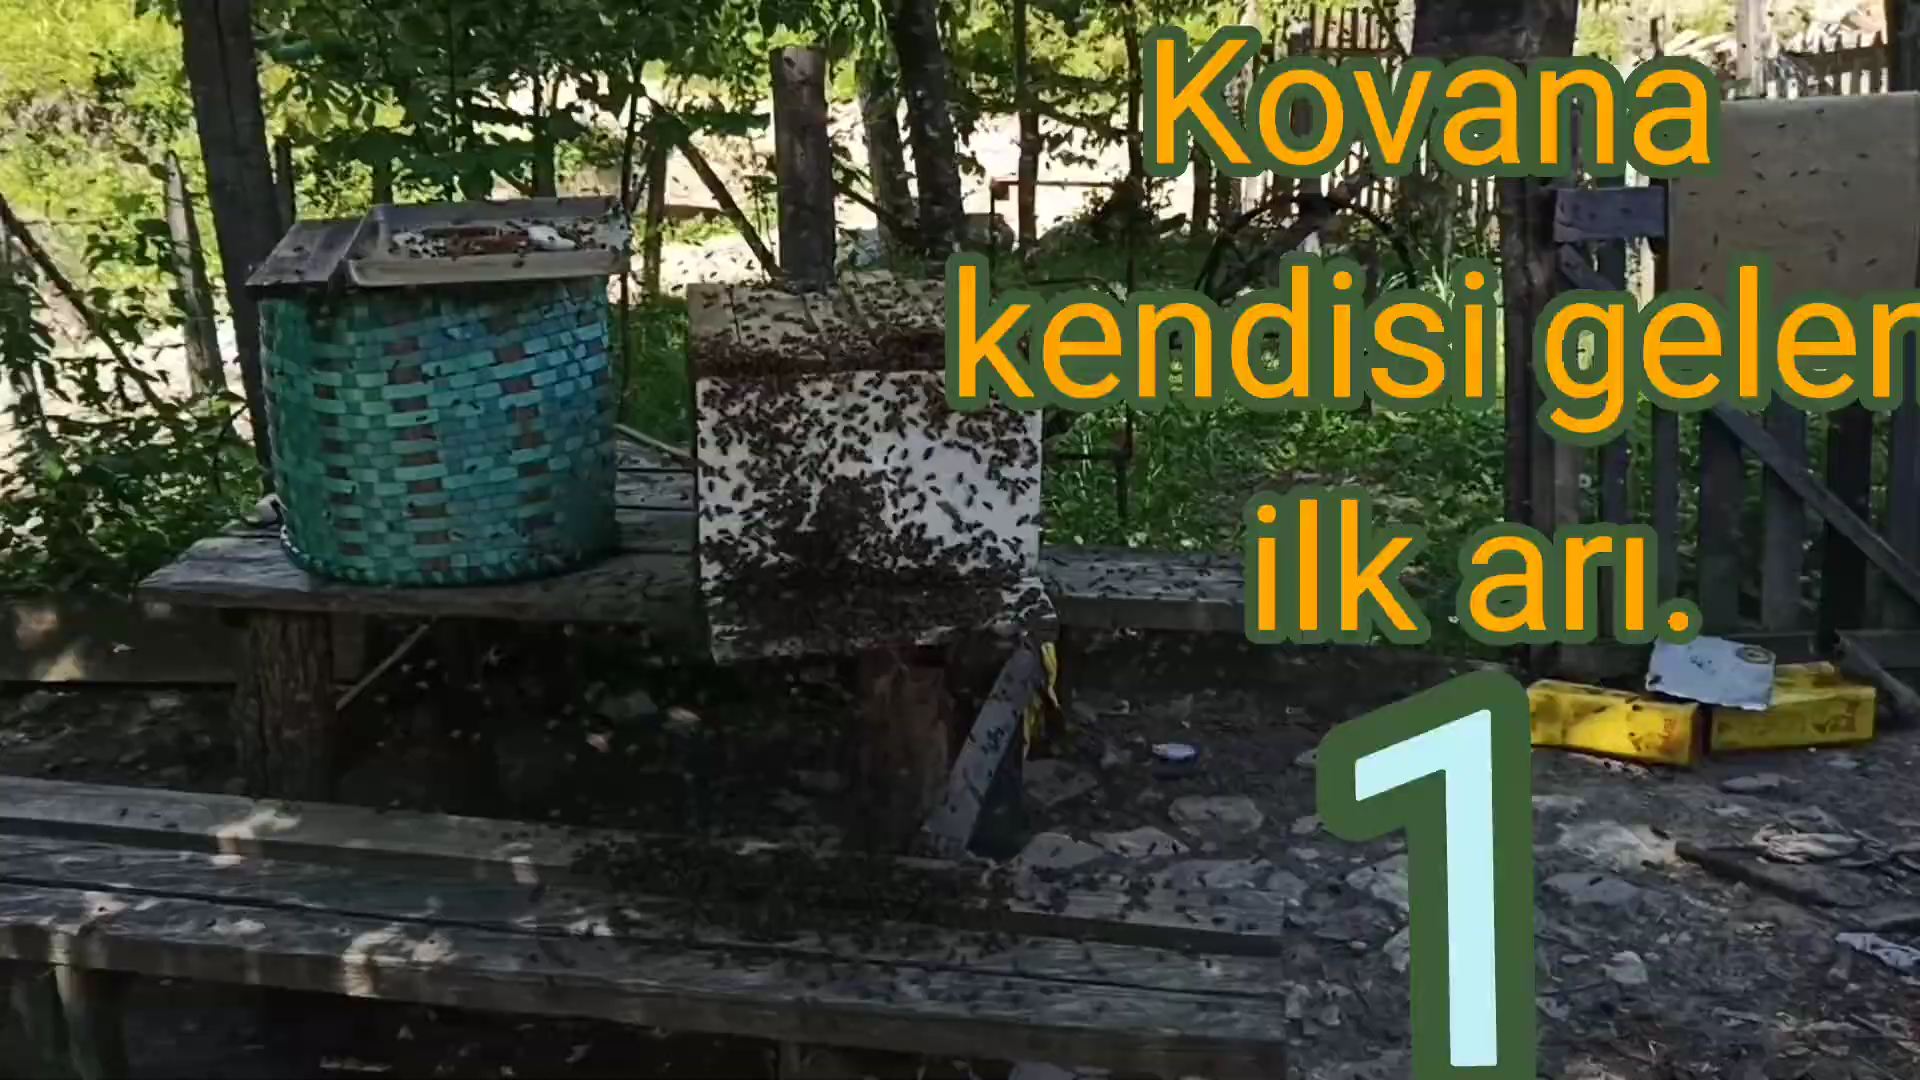 Kovana
kendisi gelen
ilk arı.
1